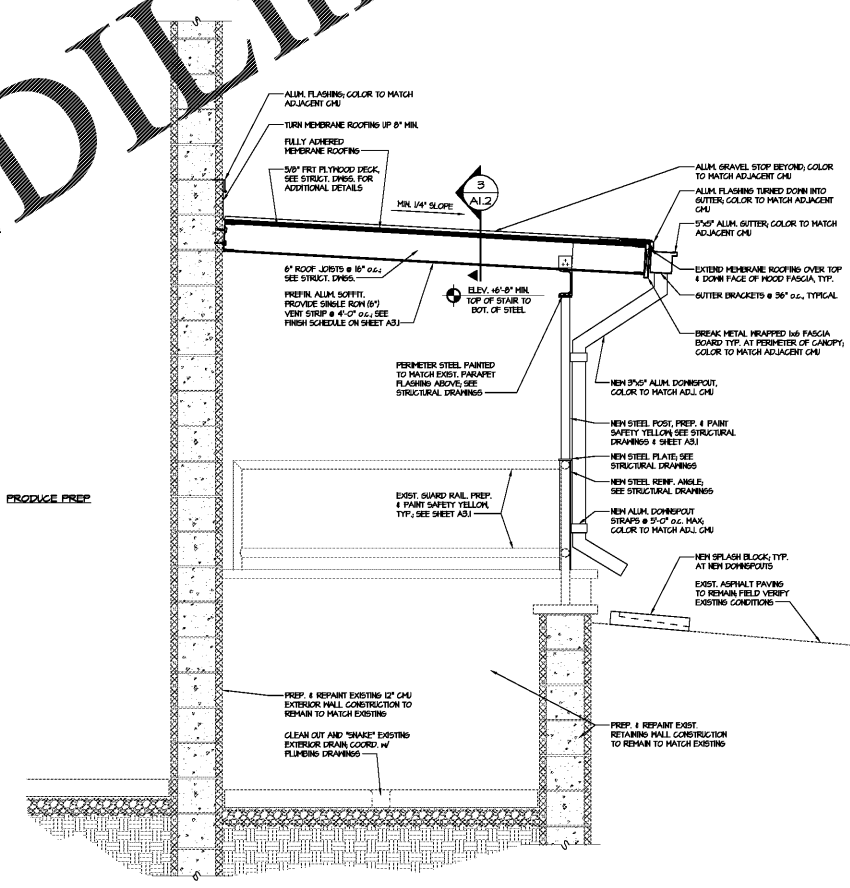 DILI
ALUM. FLASHING; COLOR TO MATCH
ADJACENT CMU
TURN MEMBRANE ROOFING UP 8" MIN.
FULLY ADHERED
MEMBRANE ROOFING
5/8" FRT PLYWOOD DECK,
SEE STRUCT. DWGS. FOR
ADDITIONAL DETAILS
MIN. 1/4" SLOPE
3
A1.2
ALUM. GRAVEL STOP BEYOND; COLOR
TO MATCH ADJACENT CMU
ALUM. FLASHING TURNED DOWN INTO
GUTTER; COLOR TO MATCH ADJACENT
CMU
5"x5" ALUM. GUTTER; COLOR TO MATCH
ADJACENT CMU
EXTEND MEMBRANE ROOFING OVER TOP
& DOWN FACE OF WOOD FASCIA, TYP.
GUTTER BRACKETS @ 36" o.c., TYPICAL
BREAK METAL WRAPPED 1x6 FASCIA
BOARD TYP. AT PERIMETER OF CANOPY;
COLOR TO MATCH ADJACENT CMU
6" ROOF JOISTS @ 16" o.c.;
SEE STRUCT. DWGS.
PREFIN. ALUM. SOFFIT.
PROVIDE SINGLE ROW (6")
VENT STRIP @ 4'-0" o.c.; SEE
FINISH SCHEDULE ON SHEET A3.1
ELEV. +6'-8" MIN.
TOP OF STAIR TO
BOT. OF STEEL
PERIMETER STEEL PAINTED
TO MATCH EXIST. PARAPET
FLASHING ABOVE; SEE
STRUCTURAL DRAWINGS
NEW 3"x5" ALUM. DOWNSPOUT,
COLOR TO MATCH ADJ. CMU
NEW STEEL POST, PREP. & PAINT
SAFETY YELLOW; SEE STRUCTURAL
DRAWINGS & SHEET A3.1
NEW STEEL PLATE; SEE
STRUCTURAL DRAWINGS
NEW STEEL REINF. ANGLE;
SEE STRUCTURAL DRAWINGS
NEW ALUM. DOWNSPOUT
STRAPS @ 5'-0" o.c. MAX;
COLOR TO MATCH ADJ. CMU
PRODUCE PREP
EXIST. GUARD RAIL, PREP.
& PAINT SAFETY YELLOW,
TYP.; SEE SHEET A3.1
NEW SPLASH BLOCK; TYP.
AT NEW DOWNSPOUTS
EXIST. ASPHALT PAVING
TO REMAIN; FIELD VERIFY
EXISTING CONDITIONS
PREP. & REPAINT EXISTING 12" CMU
EXTERIOR WALL CONSTRUCTION TO
REMAIN TO MATCH EXISTING
CLEAN OUT AND "SNAKE" EXISTING
EXTERIOR DRAIN; COORD. w/
PLUMBING DRAWINGS
PREP. & REPAINT EXIST.
RETAINING WALL CONSTRUCTION
TO REMAIN TO MATCH EXISTING